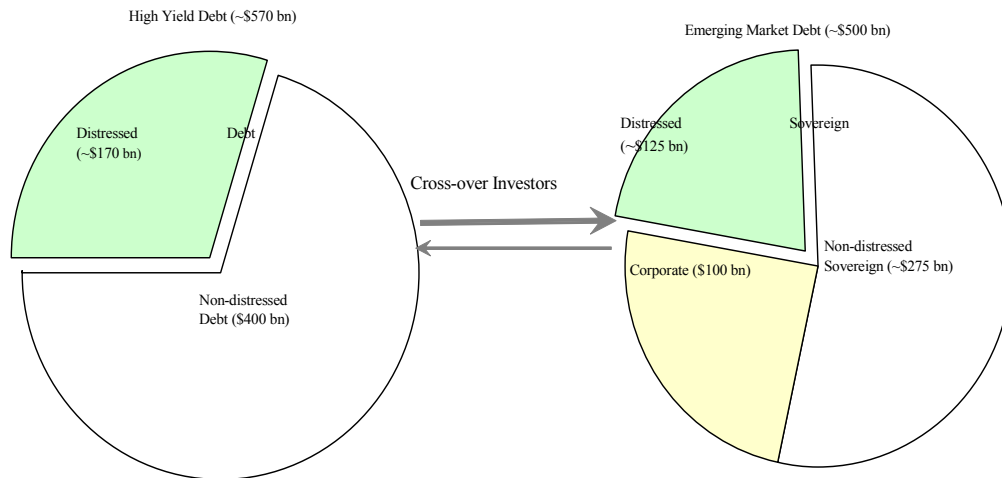 High Yield Debt (~$570 bn)
Distressed Debt
(~$170 bn)
Non-distressed
Debt ($400 bn)
Cross-over Investors
Emerging Market Debt (~$500 bn)
Distressed Sovereign
(~$125 bn)
Non-distressed
Sovereign (~$275 bn)
Corporate ($100 bn)